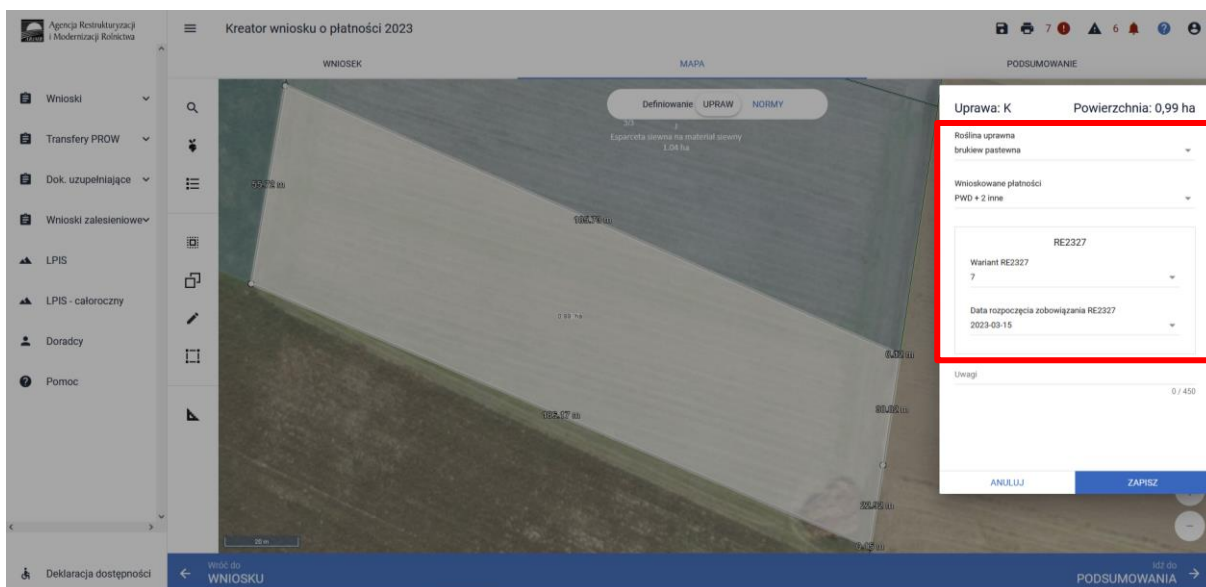 Agencja Restrukturyzacji
i Modernizacji Rolnictwa
Kreator wniosku o płatności 2023
7
6
WNIOSEK
MAPA
PODSUMOWANIE
Wnioski
Transfery PROW
Dok. uzupełniające
Wnioski zalesieniowe
LPIS
LPIS - całoroczny
Doradcy
Pomoc
Deklaracja dostępności
Definiowanie UPRAW NORMY
Esparceta siewna na materiał siewny
1.04 ha
55.72 m
0.99 ha
20 m
Uprawa: K Powierzchnia: 0,99 ha
Roślina uprawna
brukiew pastewna
Wnioskowane płatności
PWD + 2 inne
RE2327
Wariant RE2327
7
Data rozpoczęcia zobowiązania RE2327
2023-03-15
Uwagi
0 / 450
ANULUJ ZAPISZ
Wróć do
WNIOSKU
Idź do
PODSUMOWANIA